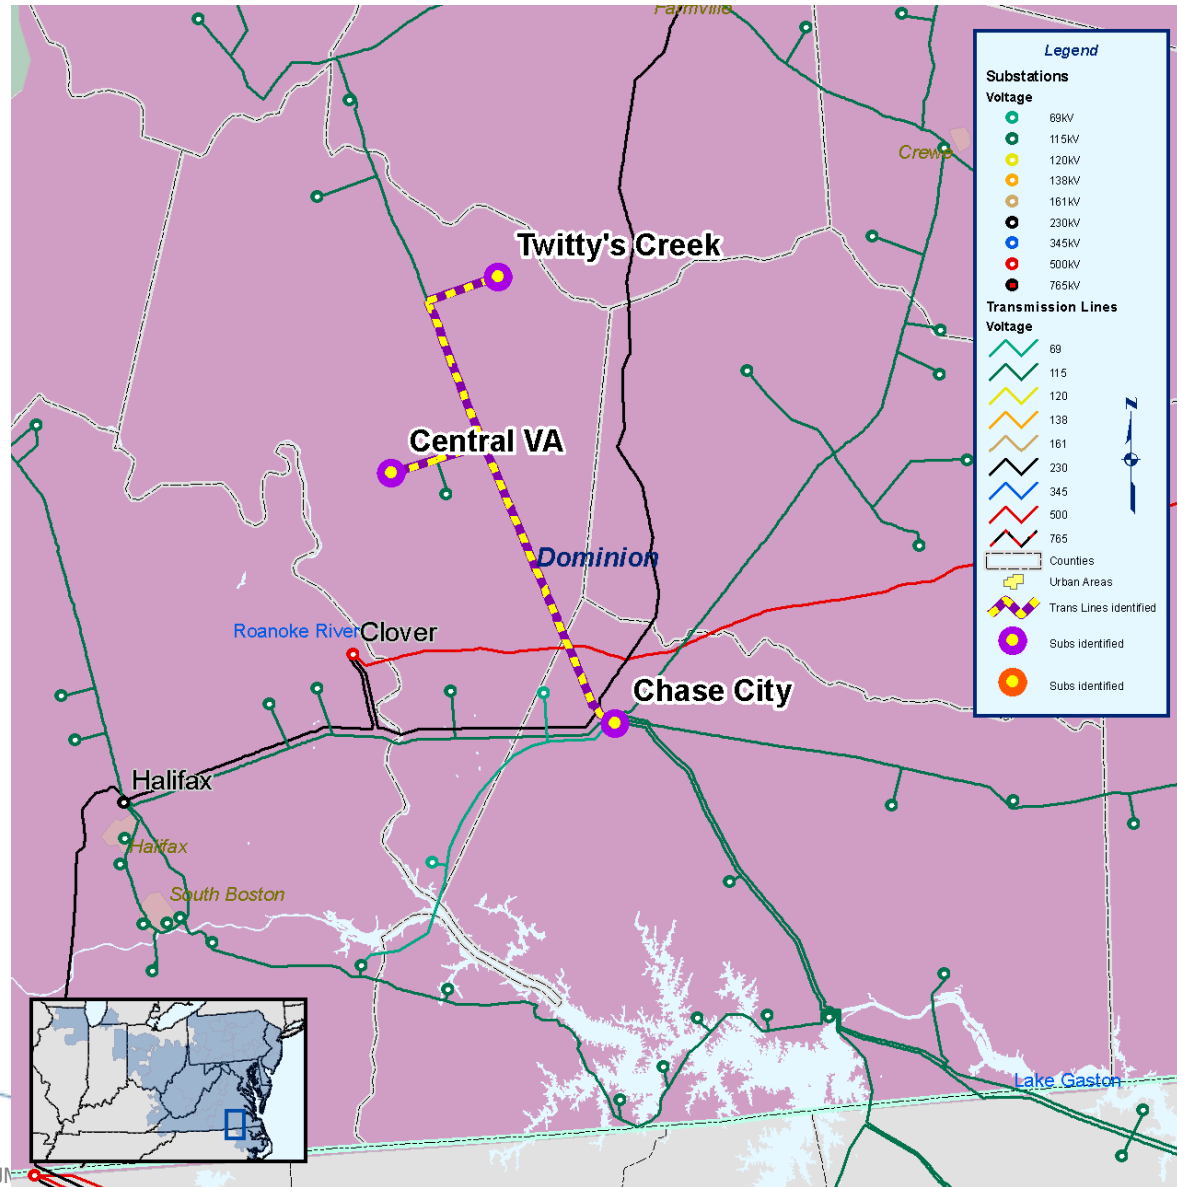 Farmville
Crewe
Twitty's Creek
Central VA
Dominion
Roanoke River
Clover
Chase City
Halifax
Halifax
South Boston
Lake Gaston
Legend
Substations
Voltage
69kV
115kV
120kV
138kV
161kV
230kV
345kV
500kV
765kV
Transmission Lines
Voltage
69
115
120
138
161
230
345
500
765
Counties
Urban Areas
Trans Lines identified
Subs identified
Subs identified
N